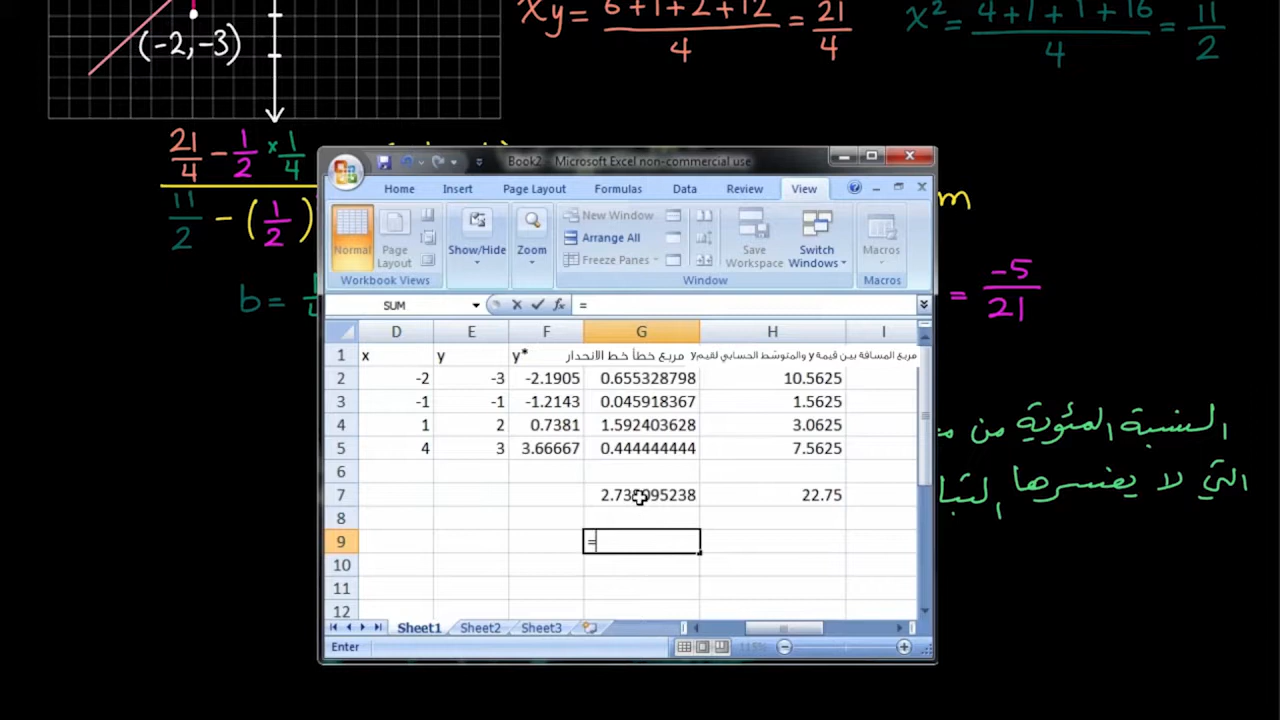 (-2,-3)
xy = 6+1+2+12 / 4 = 21/4
x² = 4+1+1+16 / 4 = 11/2
21/4 - 1/2 × 1/4
11/2 - (1/2)
b =
m
= -5/21
Book2 - Microsoft Excel non-commercial use
Home Insert Page Layout Formulas Data Review View
Normal
Page Layout
Show/Hide
Zoom
New Window
Arrange All
Freeze Panes
Save Workspace
Switch Windows
Macros
Workbook Views
Window
Macros
SUM fx =
D E F G H I
1 x y y* مربع خطأ خط الانحدار مربع المسافة بين قيمة y والمتوسّط الحسابي لقيمy
2 -2 -3 -2.1905 0.655328798 10.5625
3 -1 -1 -1.2143 0.045918367 1.5625
4 1 2 0.7381 1.592403628 3.0625
5 4 3 3.66667 0.444444444 7.5625
6
7 22.75
8
9 =
10
11
12
Sheet1 Sheet2 Sheet3
Enter 115%
النسبة المئوية من
التي لا يفسرها